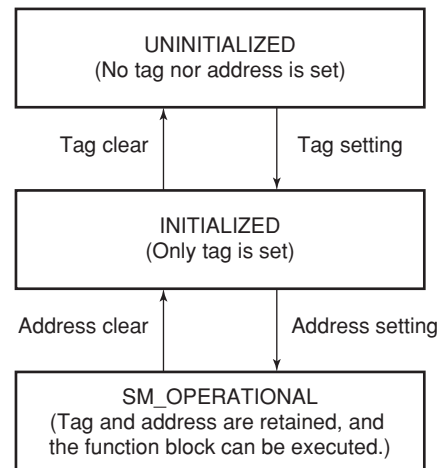 UNINITIALIZED
(No tag nor address is set)
Tag clear
Tag setting
INITIALIZED
(Only tag is set)
Address clear
Address setting
SM_OPERATIONAL
(Tag and address are retained, and
the function block can be executed.)